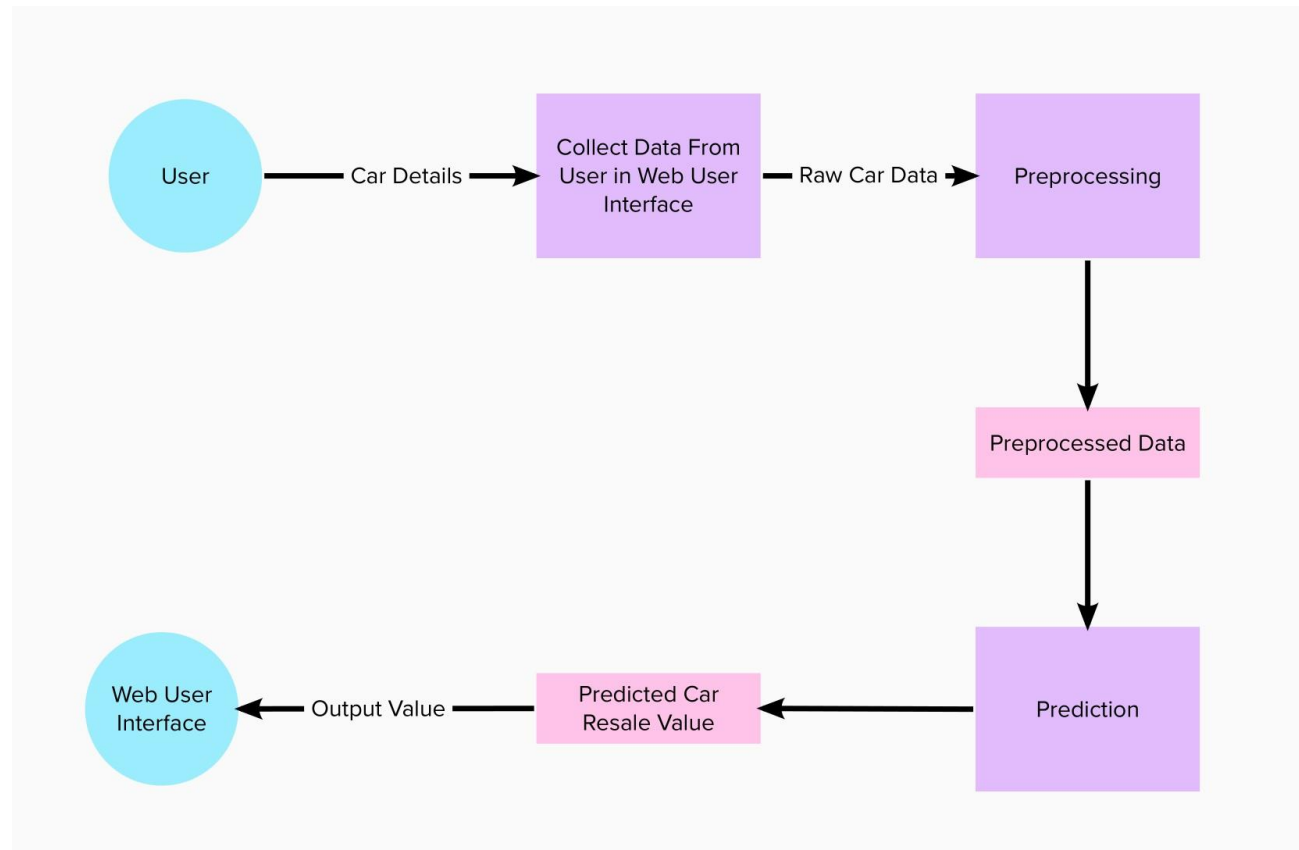 User
Car Details
Collect Data From
User in Web User
Interface
Raw Car Data
Preprocessing
Preprocessed Data
Prediction
Predicted Car
Resale Value
Output Value
Web User
Interface